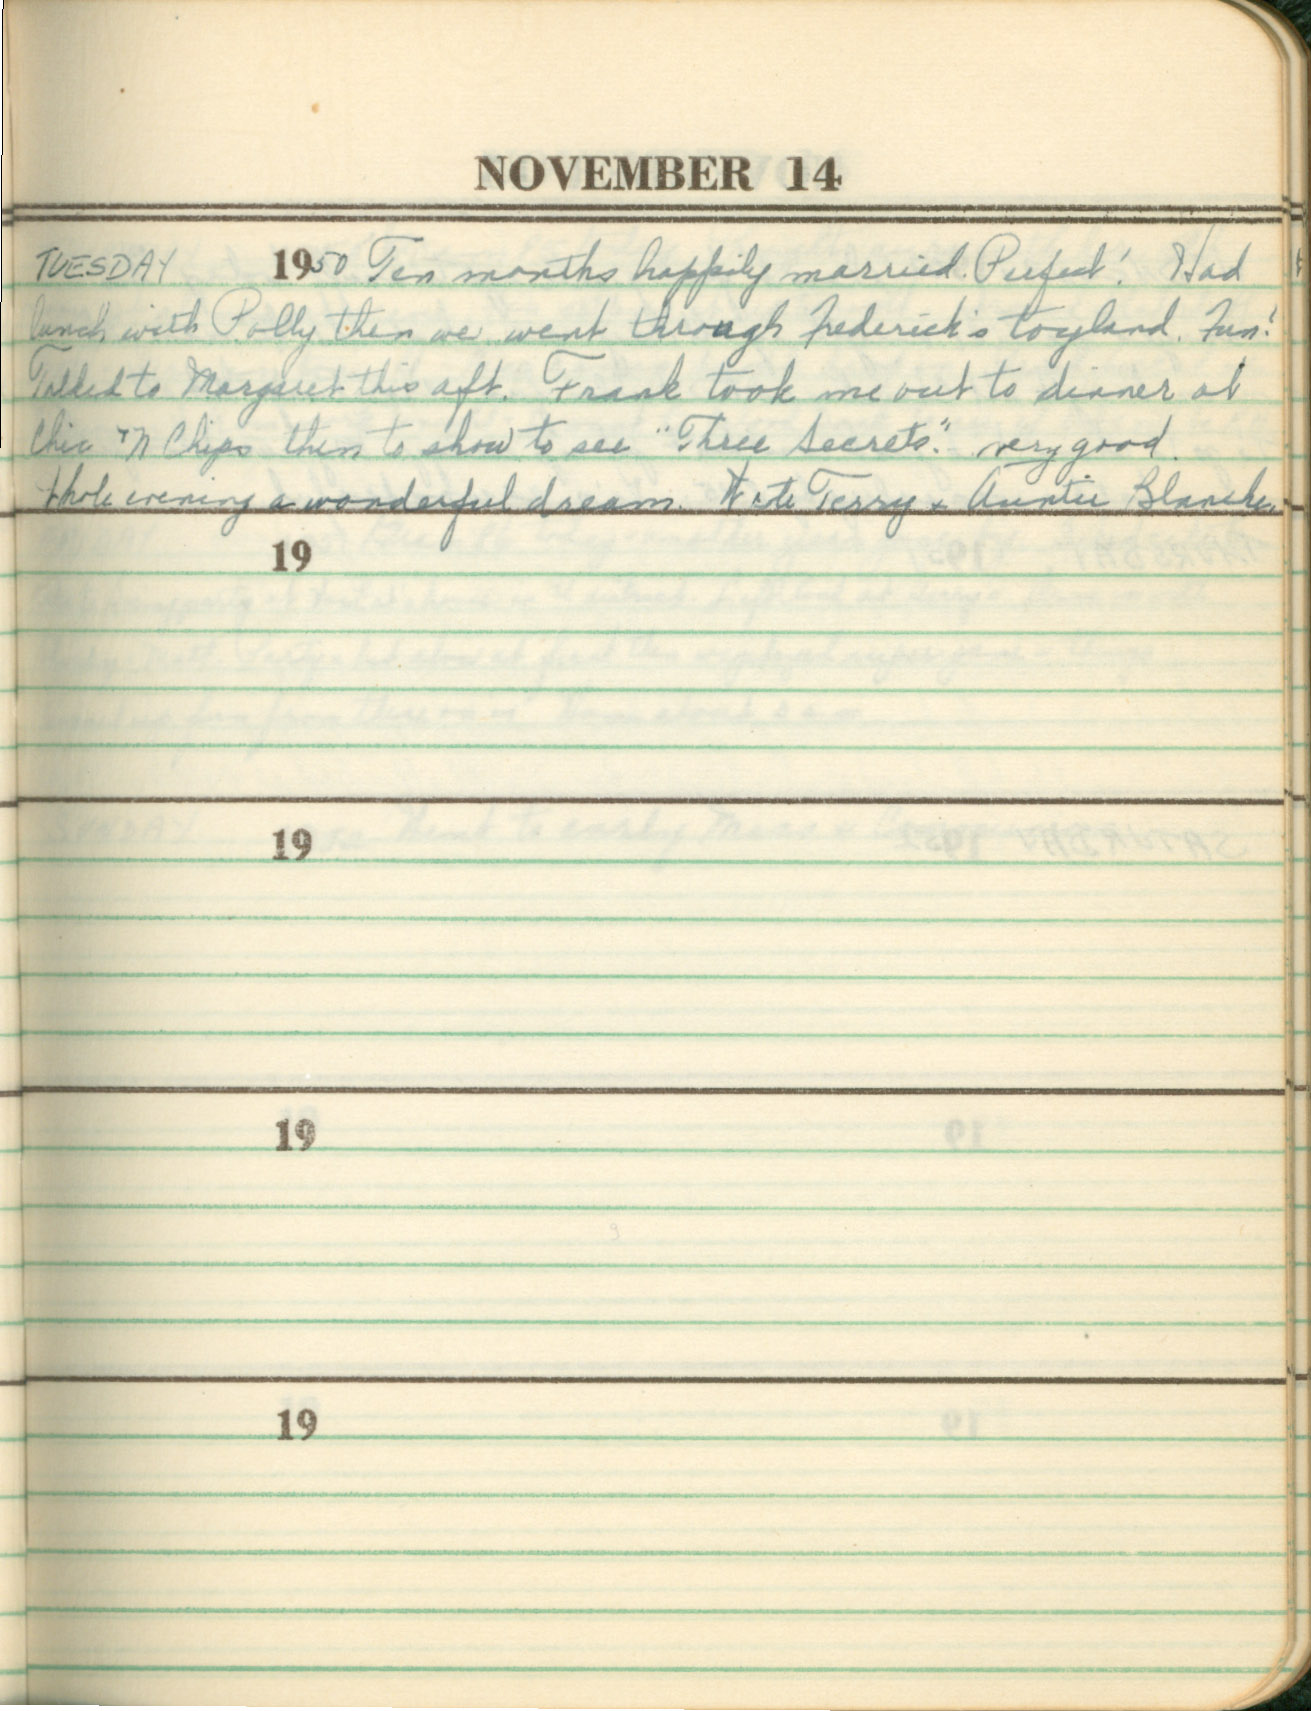 NOVEMBER 14
TUESDAY 1950 Ten months happily married. Perfect! Had
lunch with Polly then we went through Frederick's toyland. Fun!
Talked to Margaret this aft. Frank took me out to dinner at
Chic 'N Chips then to show to see "Three Secrets." very good.
Whole evening a wonderful dream. Wrote Terry + Auntie Blanche.
19
19
19
19